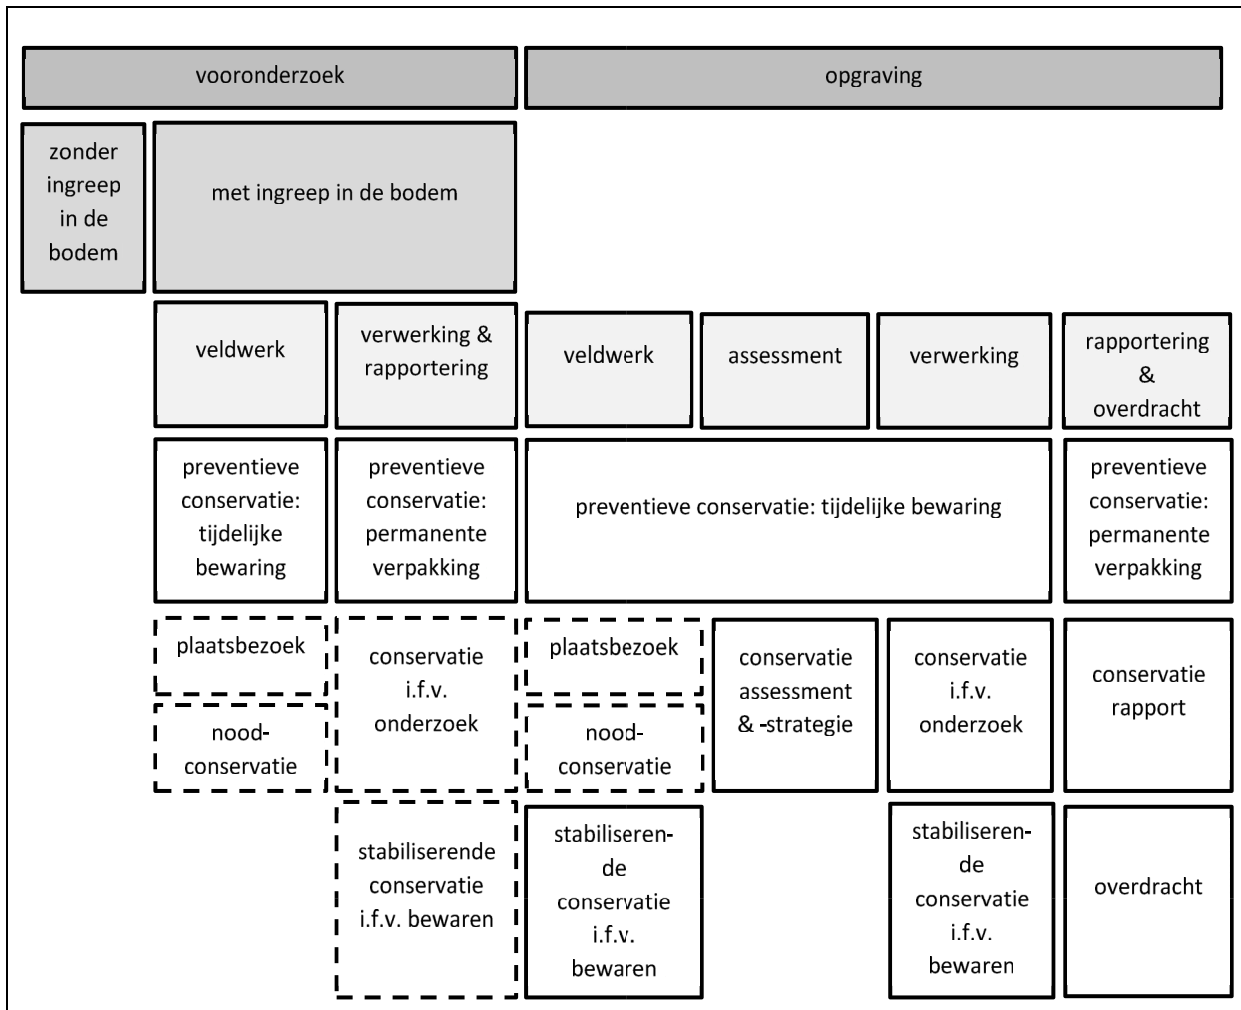 vooronderzoek
opgraving
zonder
ingreep
in de
bodem
met ingreep in de bodem
veldwerk
verwerking &
rapportering
veldwerk
assessment
verwerking
rapportering
&
overdracht
preventieve
conservatie:
tijdelijke
bewaring
preventieve
conservatie:
permanente
verpakking
preventieve conservatie: tijdelijke bewaring
preventieve
conservatie:
permanente
verpakking
plaatsbezoek
nood-
conservatie
conservatie
i.f.v.
onderzoek
plaatsbezoek
nood-
conservatie
conservatie
assessment
& -strategie
conservatie
i.f.v.
onderzoek
conservatie
rapport
stabiliserende
conservatie
i.f.v. bewaren
stabiliseren-
de
conservatie
i.f.v.
bewaren
stabiliseren-
de
conservatie
i.f.v.
bewaren
overdracht